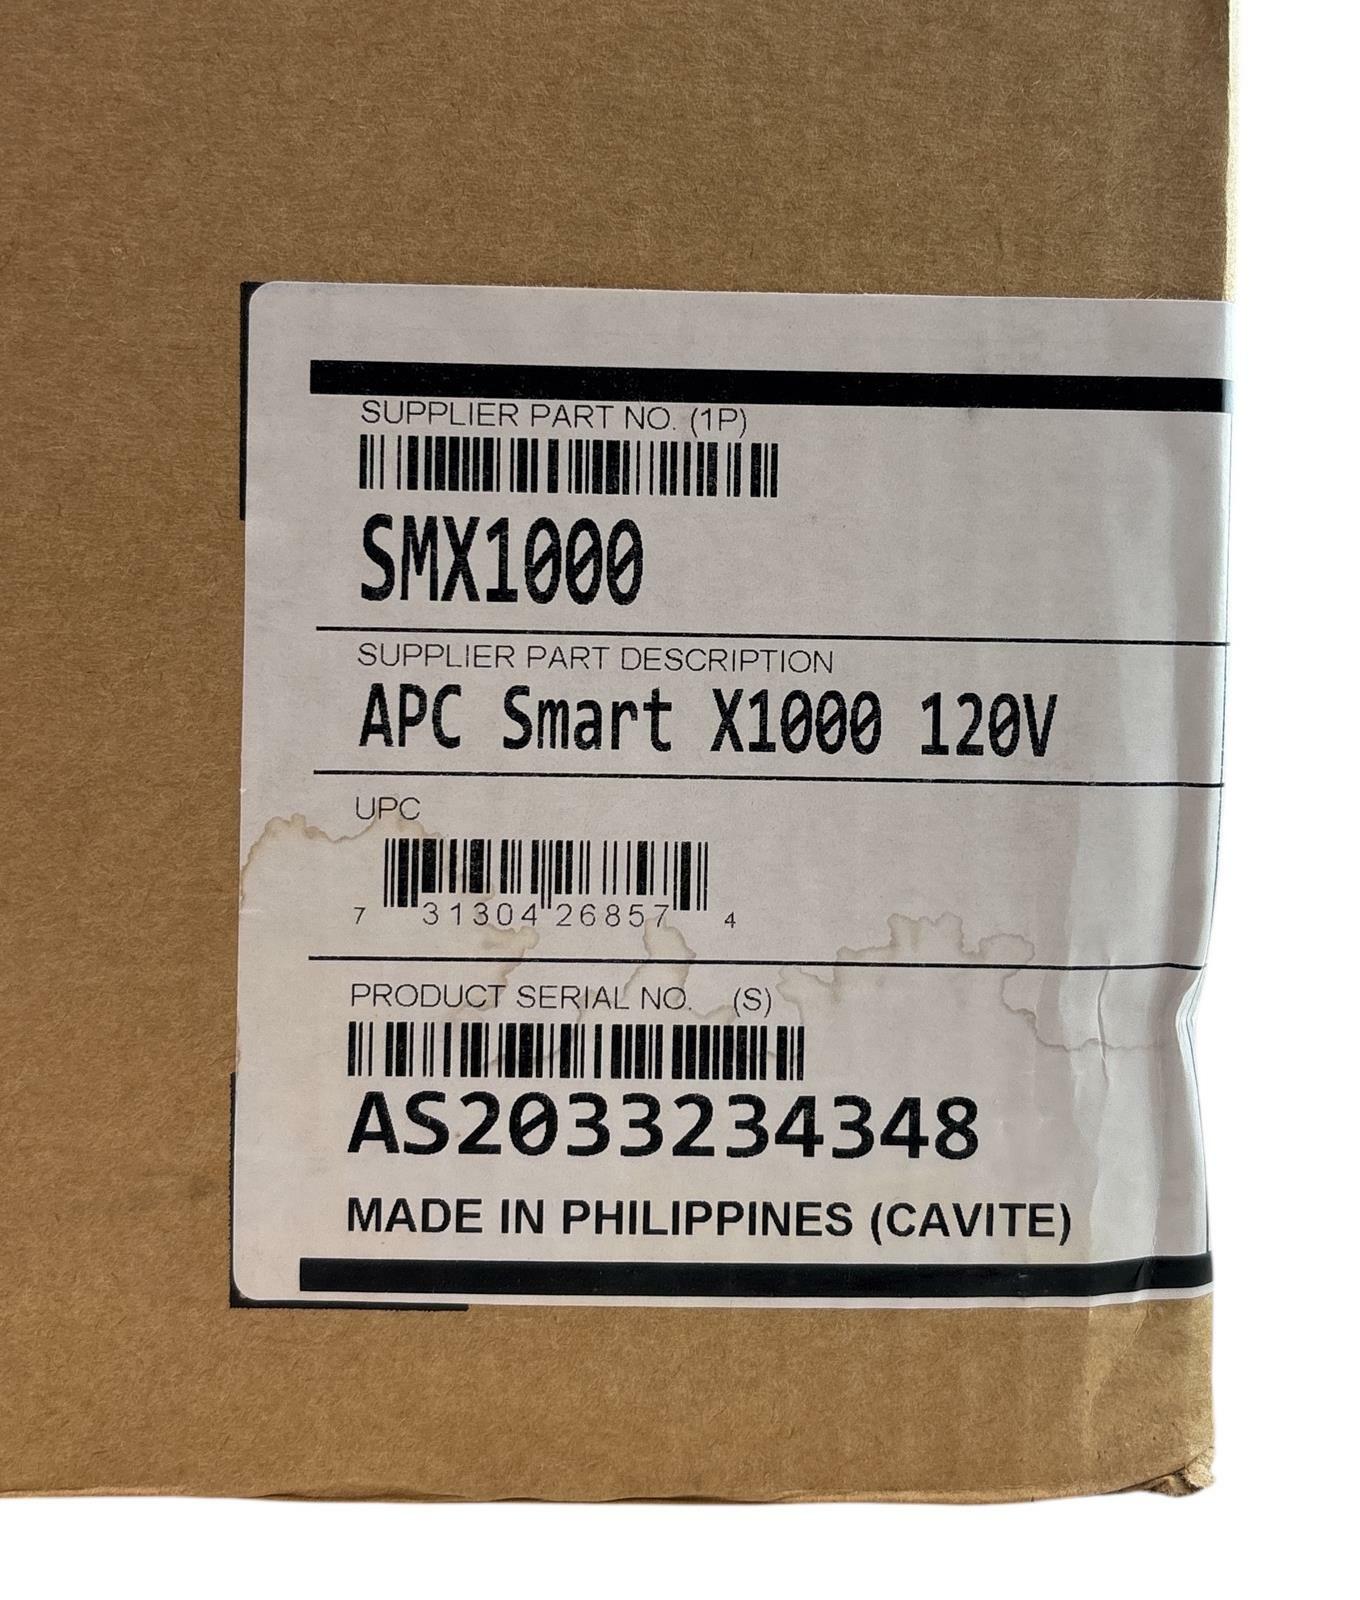 SUPPLIER PART NO. (1P)
SMX1000
SUPPLIER PART DESCRIPTION
APC Smart X1000 120V
UPC
7 31304 26857 4
PRODUCT SERIAL NO. (S)
AS2033234348
MADE IN PHILIPPINES (CAVITE)